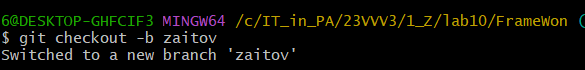 6@DESKTOP-GHFCIF3 MINGW64 /c/IT_in_PA/23VVV3/1_Z/lab10/FrameWon (
$ git checkout -b zaitov
Switched to a new branch 'zaitov'